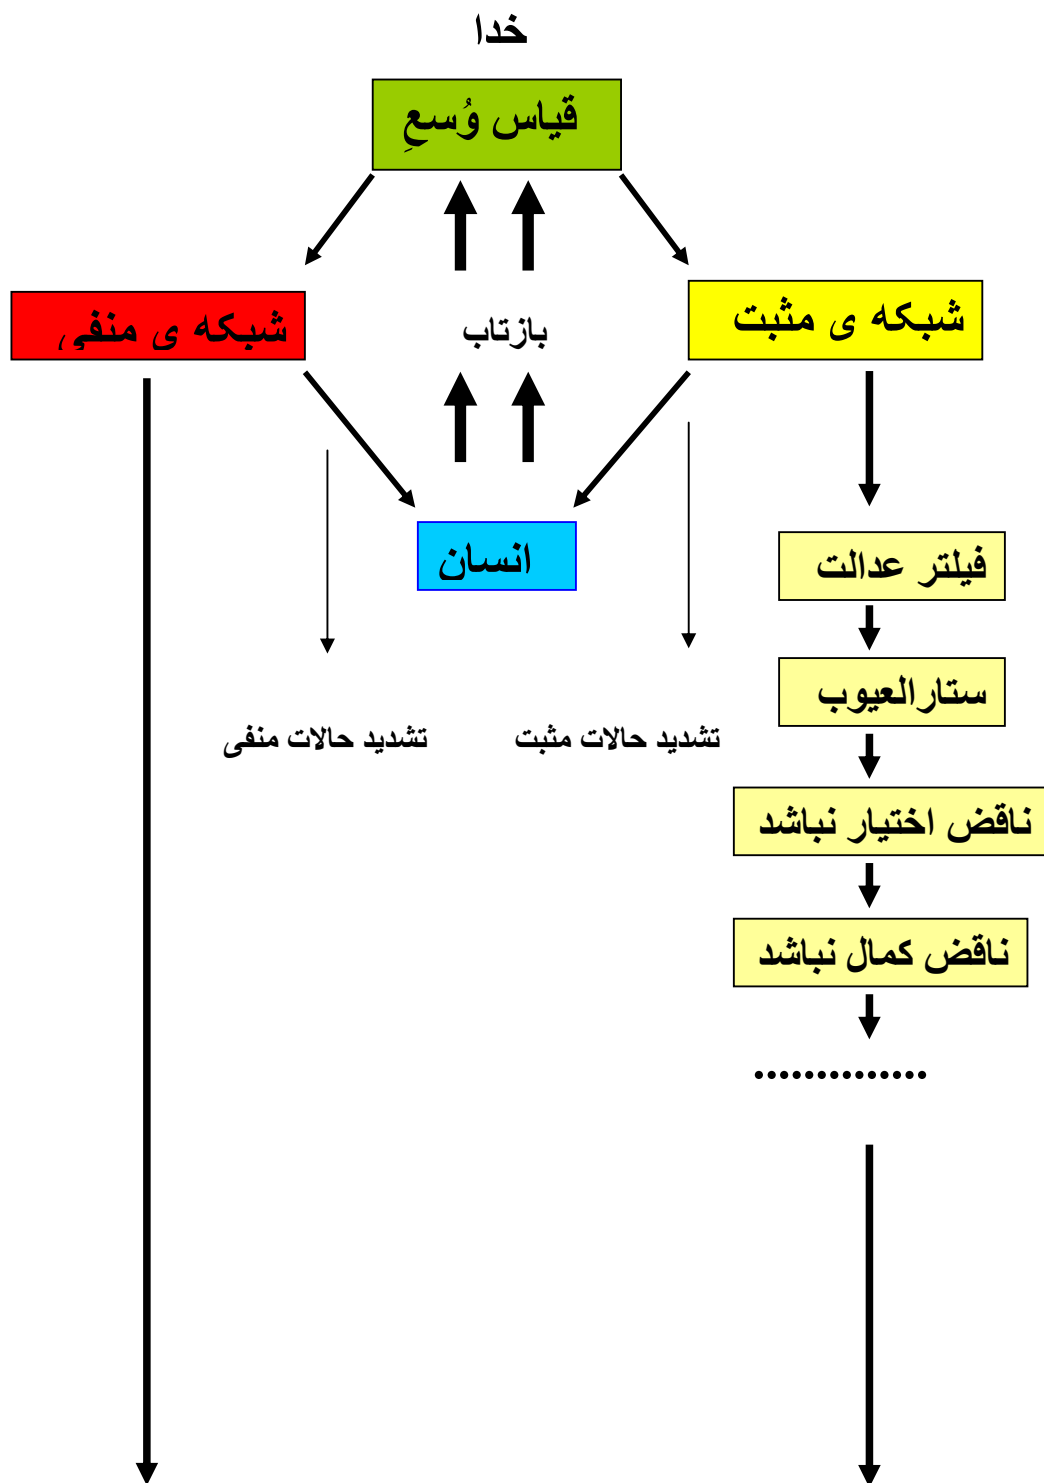 خدا
قیاس وُسعِ
شبکه ی مثبت
بازتاب
شبکه ی منفی
انسان
فیلتر عدالت
ستارالعیوب
تشدید حالات مثبت
تشدید حالات منفی
ناقض اختیار نباشد
ناقض کمال نباشد
..............